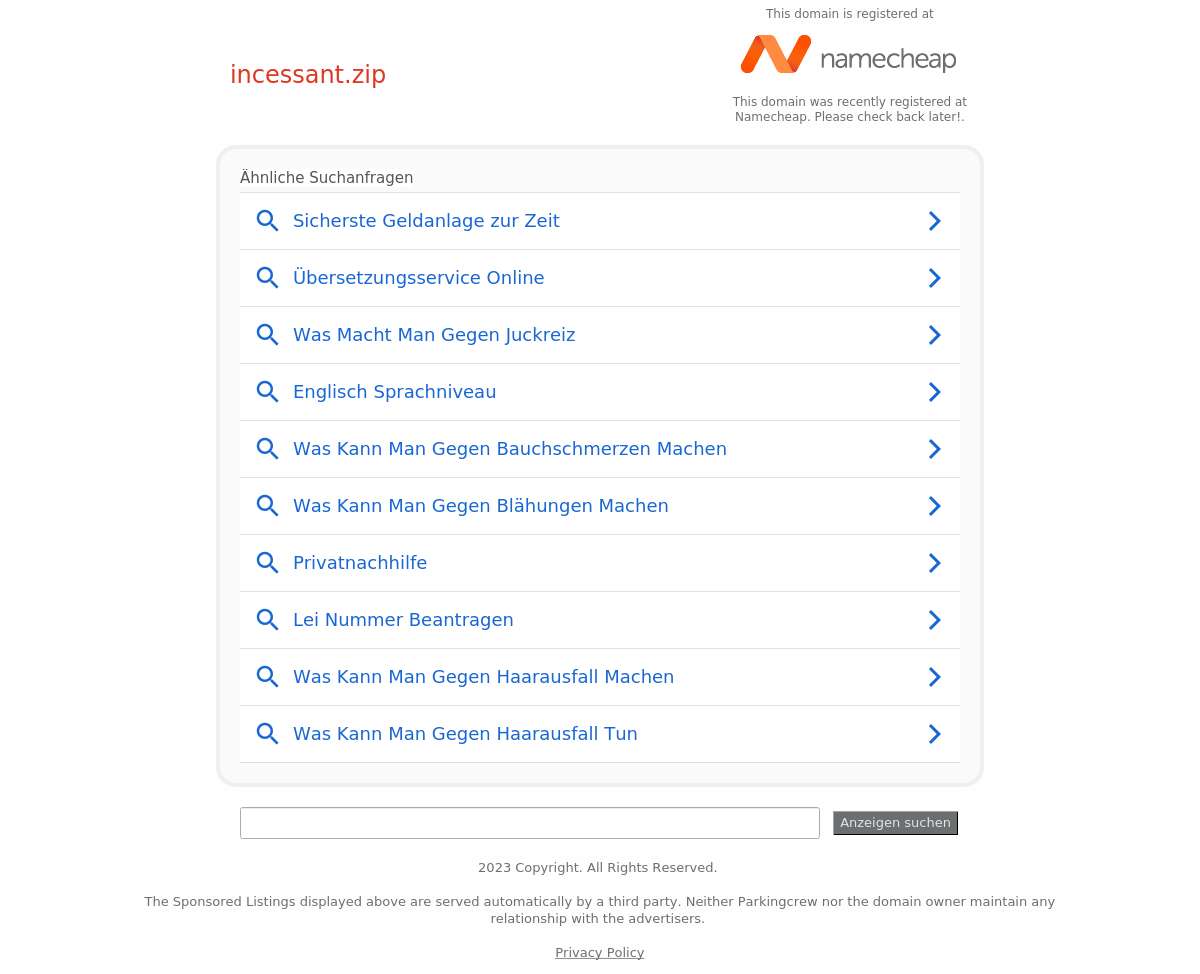 This domain is registered at
namecheap
incessant.zip
This domain was recently registered at
Namecheap. Please check back later!.
Ähnliche Suchanfragen
Sicherste Geldanlage zur Zeit
Übersetzungsservice Online
Was Macht Man Gegen Juckreiz
Englisch Sprachniveau
Was Kann Man Gegen Bauchschmerzen Machen
Was Kann Man Gegen Blähungen Machen
Privatnachhilfe
Lei Nummer Beantragen
Was Kann Man Gegen Haarausfall Machen
Was Kann Man Gegen Haarausfall Tun
Anzeigen suchen
2023 Copyright. All Rights Reserved.
The Sponsored Listings displayed above are served automatically by a third party. Neither Parkingcrew nor the domain owner maintain any
relationship with the advertisers.
Privacy Policy